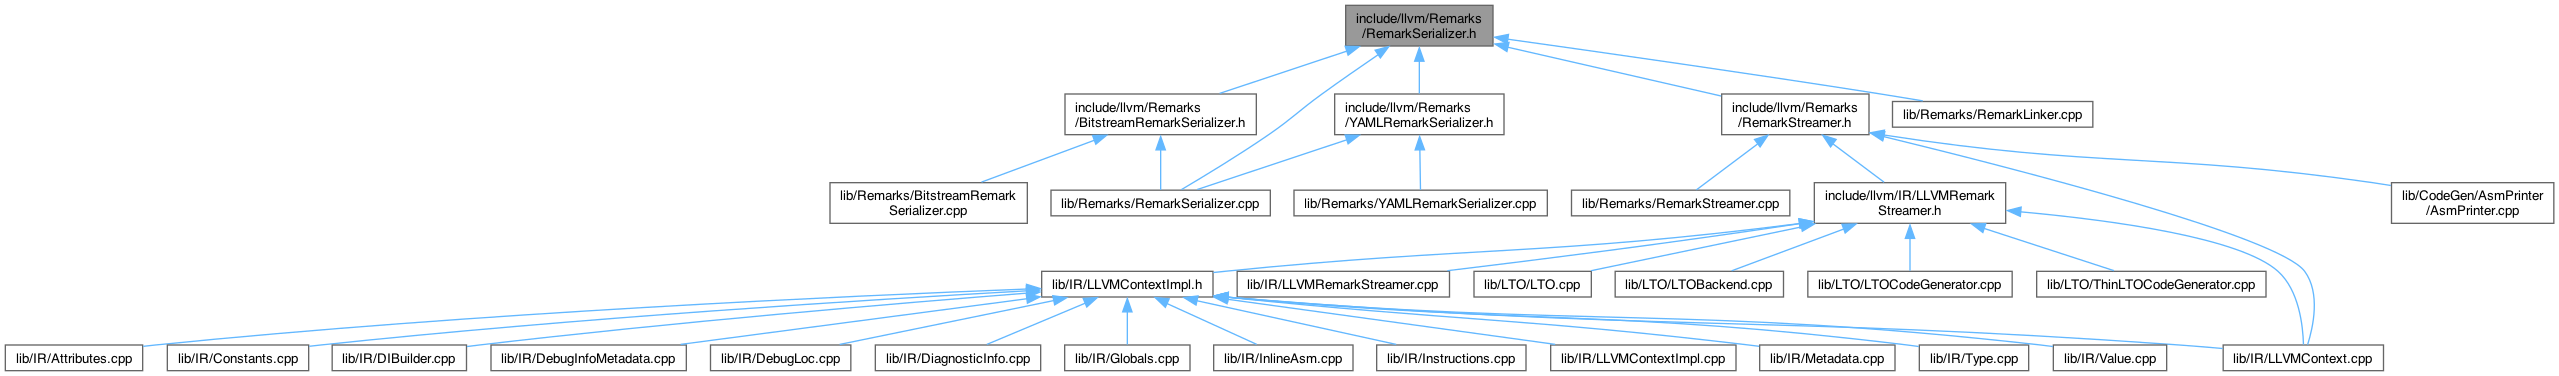 include/llvm/Remarks
/RemarkSerializer.h
include/llvm/Remarks
/BitstreamRemarkSerializer.h
include/llvm/Remarks
/YAMLRemarkSerializer.h
include/llvm/Remarks
/RemarkStreamer.h
lib/Remarks/RemarkLinker.cpp
lib/Remarks/BitstreamRemark
Serializer.cpp
lib/Remarks/RemarkSerializer.cpp
lib/Remarks/YAMLRemarkSerializer.cpp
lib/Remarks/RemarkStreamer.cpp
include/llvm/IR/LLVMRemark
Streamer.h
lib/CodeGen/AsmPrinter
/AsmPrinter.cpp
lib/IR/LLVMContextImpl.h
lib/IR/LLVMRemarkStreamer.cpp
lib/LTO/LTO.cpp
lib/LTO/LTOBackend.cpp
lib/LTO/LTOCodeGenerator.cpp
lib/LTO/ThinLTOCodeGenerator.cpp
lib/IR/Attributes.cpp
lib/IR/Constants.cpp
lib/IR/DIBuilder.cpp
lib/IR/DebugInfoMetadata.cpp
lib/IR/DebugLoc.cpp
lib/IR/DiagnosticInfo.cpp
lib/IR/Globals.cpp
lib/IR/InlineAsm.cpp
lib/IR/Instructions.cpp
lib/IR/LLVMContextImpl.cpp
lib/IR/Metadata.cpp
lib/IR/Type.cpp
lib/IR/Value.cpp
lib/IR/LLVMContext.cpp